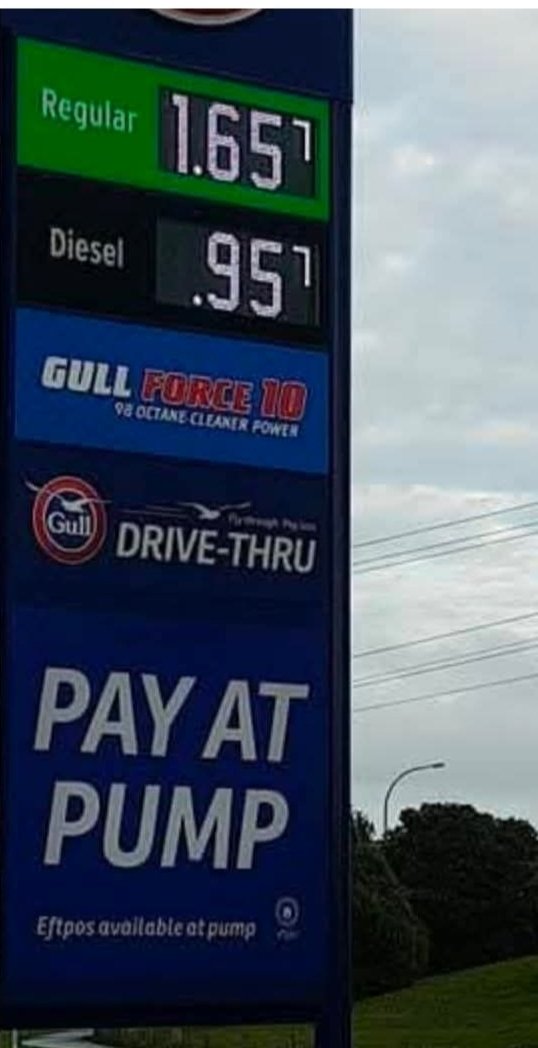 Regular 1.65⁷
Diesel .95⁷
GULL FORCE 10
98 OCTANE CLEANER POWER
Gull
DRIVE-THRU
PAY AT
PUMP
Eftpos available at pump